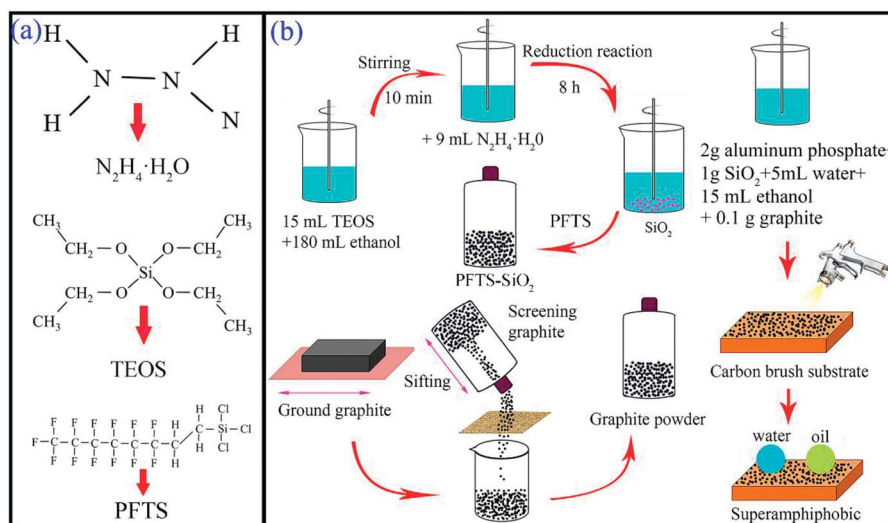 (a)
H
H
N
N
H
N
N₂H₄·H₂O
CH₃
CH₃
CH₂
O
O
CH₂
Si
CH₂
O
O
CH₂
CH₃
CH₃
TEOS
F F F F F F H H Cl
F C C C C C C C C Si Cl
F F F F F F H H Cl
PFTS
(b)
Stirring
10 min
Reduction reaction
8 h
+ 9 mL N₂H₄·H₂0
15 mL TEOS
+180 mL ethanol
SiO₂
PFTS
PFTS-SiO₂
2g aluminum phosphate+
1g SiO₂+5mL water+
15 mL ethanol
+ 0.1 g graphite
Screening
graphite
Sifting
Ground graphite
Graphite powder
Carbon brush substrate
water
oil
Superamphiphobic